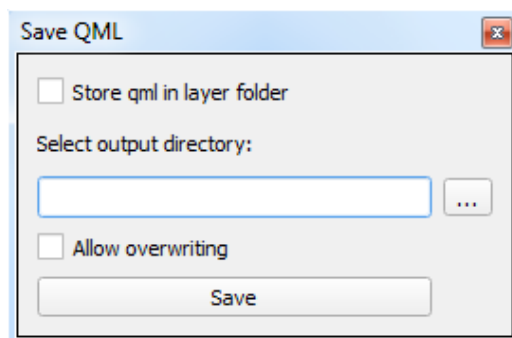 Save QML
Store qml in layer folder
Select output directory:
...
Allow overwriting
Save